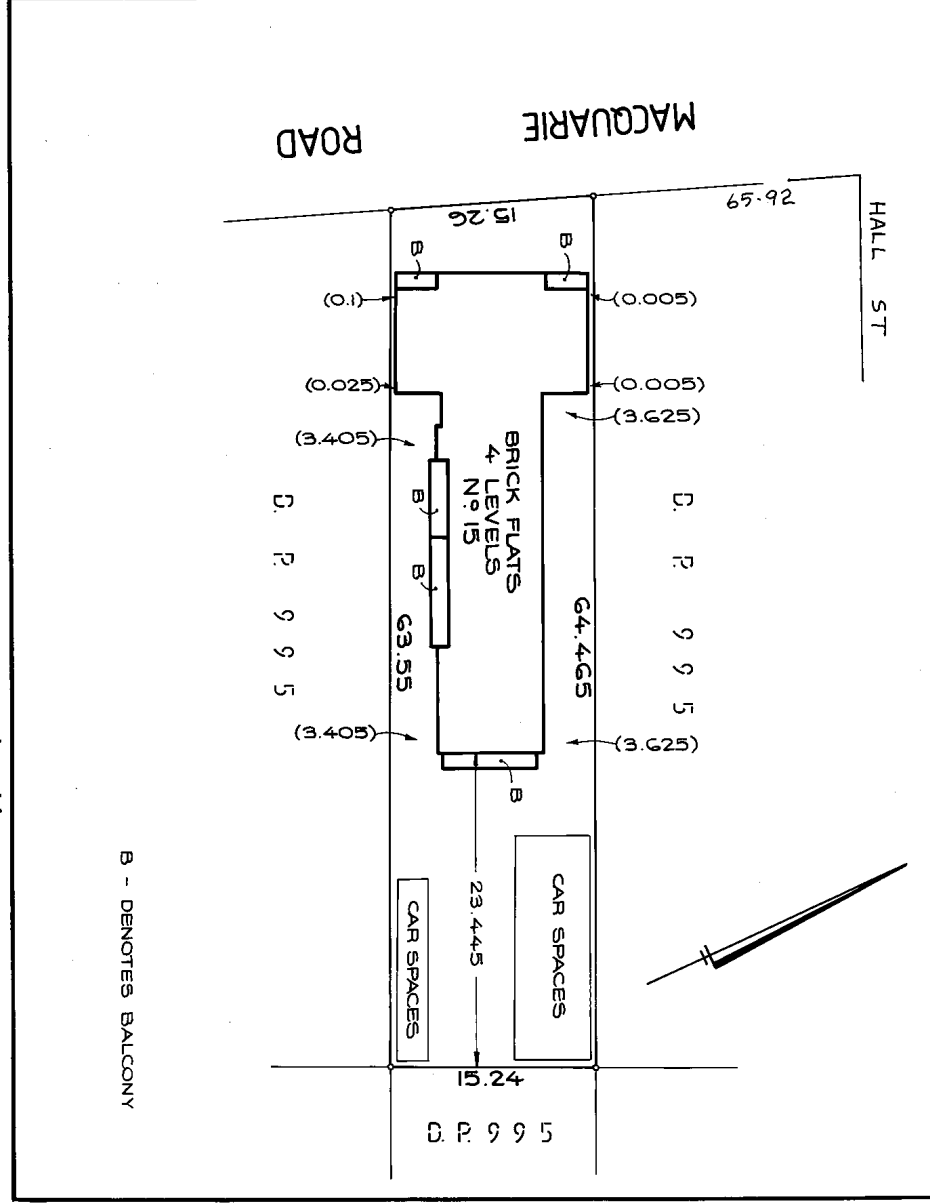 MACQUARIE ROAD
65·92
HALL ST
15.26
B
B
(0.1)
(0.005)
(0.025)
(0.005)
(3.405)
(3.625)
BRICK FLATS
4 LEVELS
Nº 15
B
B
D. P. 995
D. P. 995
63.55
64.465
(3.405)
(3.625)
B
23.445
CAR SPACES
CAR SPACES
B - DENOTES BALCONY
15.24
D. P. 995